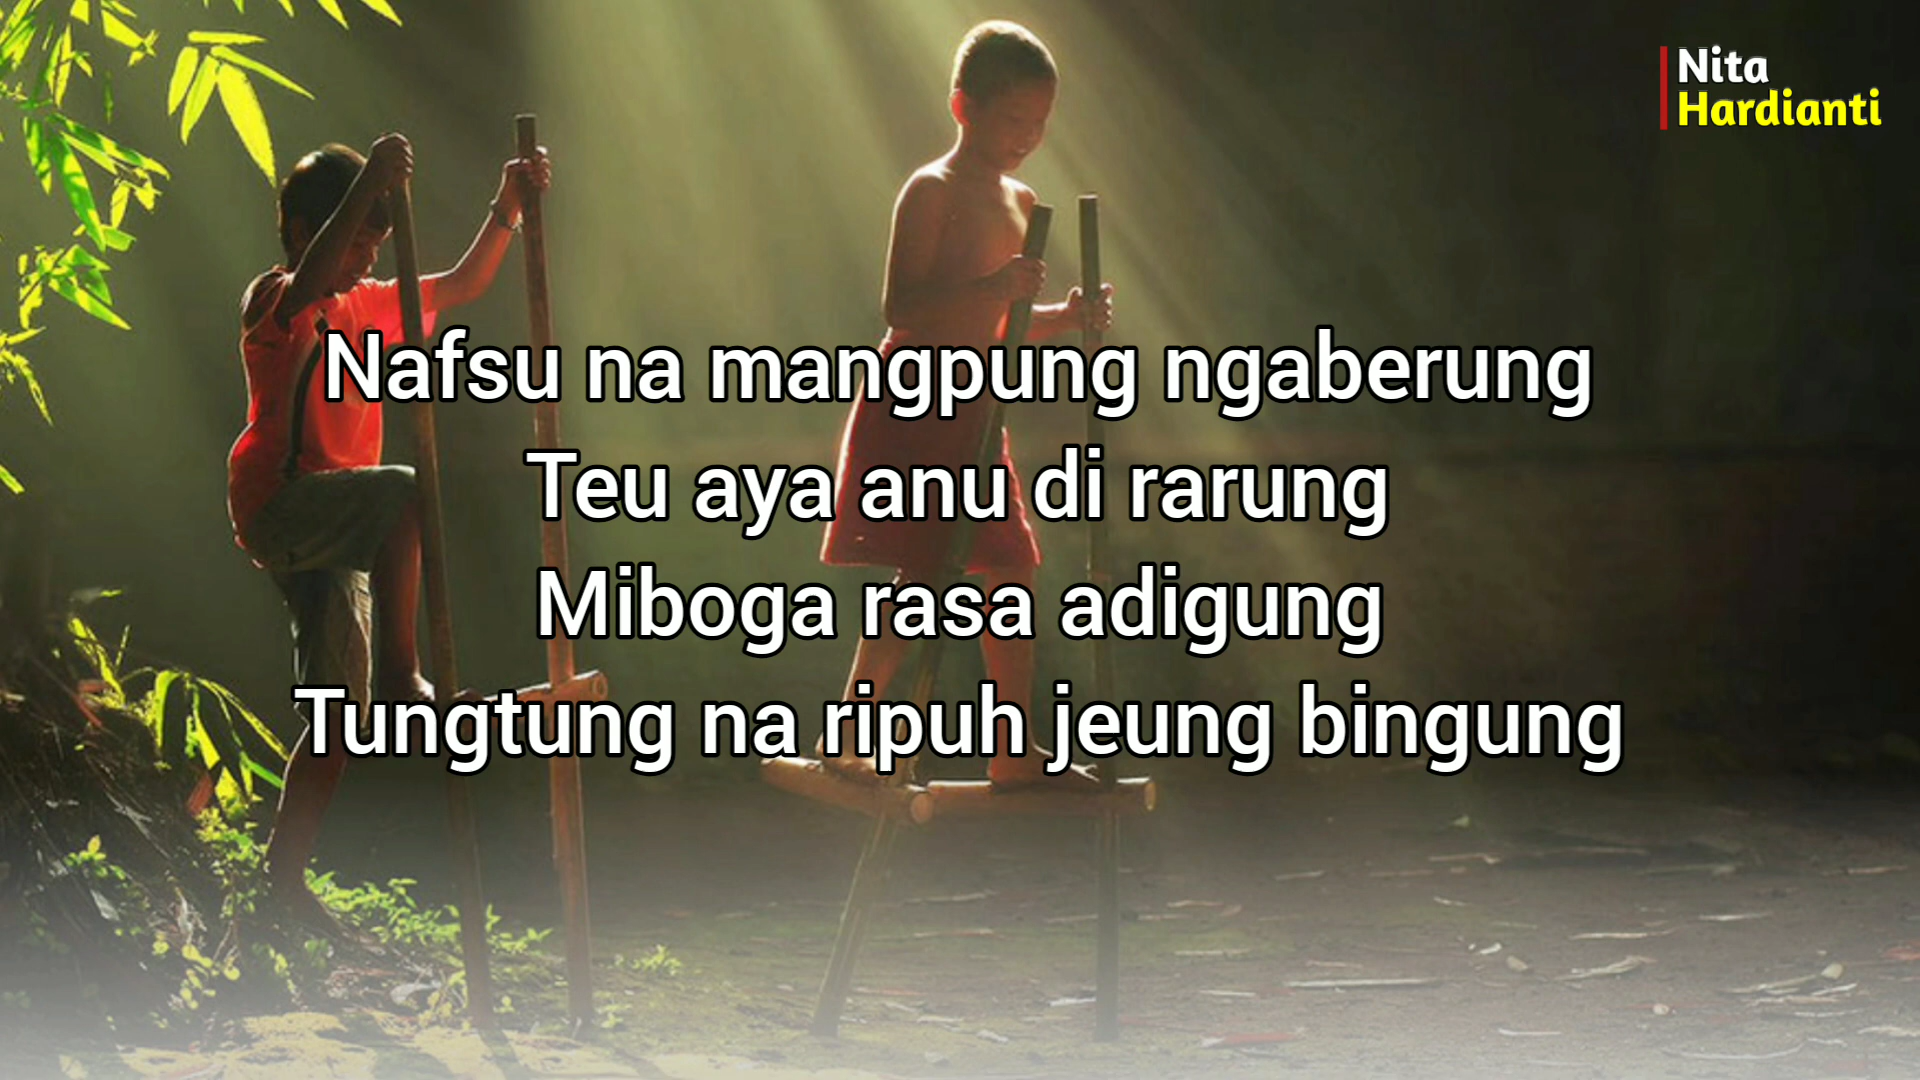 Nita
Hardianti
Nafsu na mangpung ngaberung
Teu aya anu di rarung
Miboga rasa adigung
Tungtung na ripuh jeung bingung